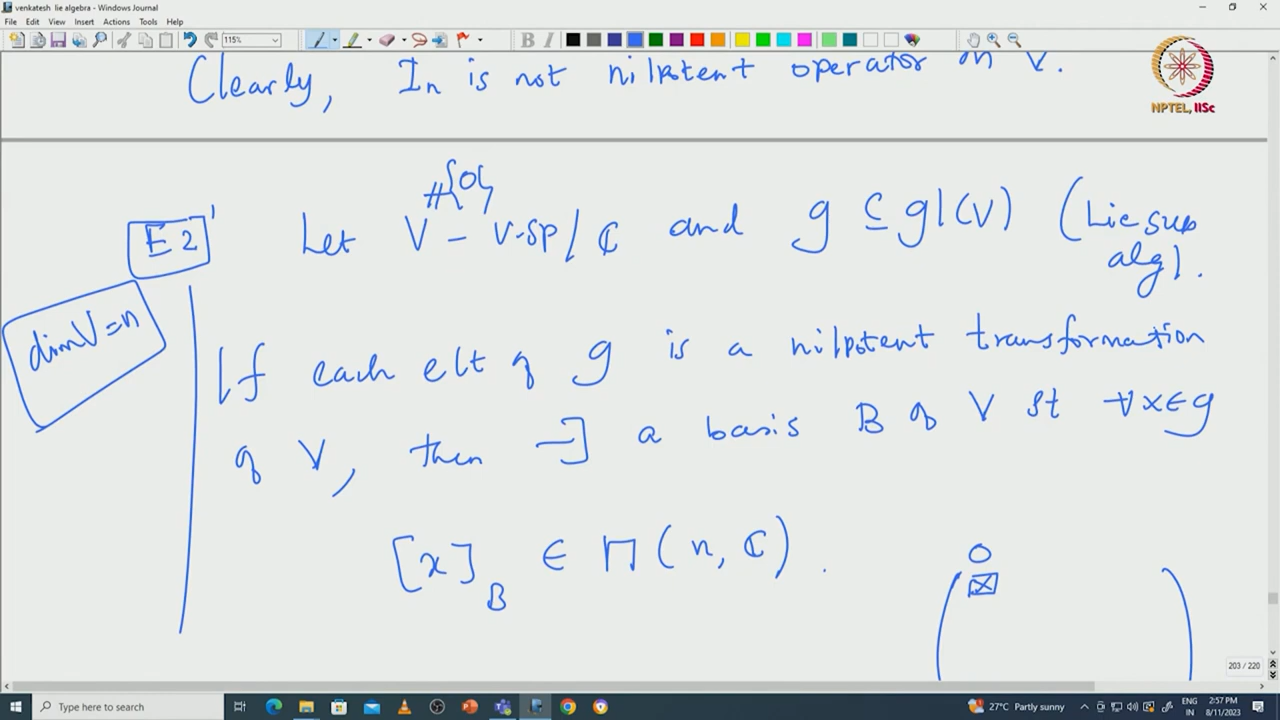 venkatesh lie algebra - Windows Journal
File Edit View Insert Actions Tools Help
115%
B I
NPTEL, IISc
Clearly, In is not nilpotent operator on V.
E2' Let V - v.sp/ ℂ and g ⊆ gl(V) (Lie sub alg).
≠{0}
dim V = n
If each elt of g is a nilpotent transformation
of V, then ∃ a basis B of V st ∀x∈g
[x]_B ∈ n(n, ℂ).
0
203 / 220
Type here to search
27°C Partly sunny
ENG
IN
2:57 PM
8/11/2023